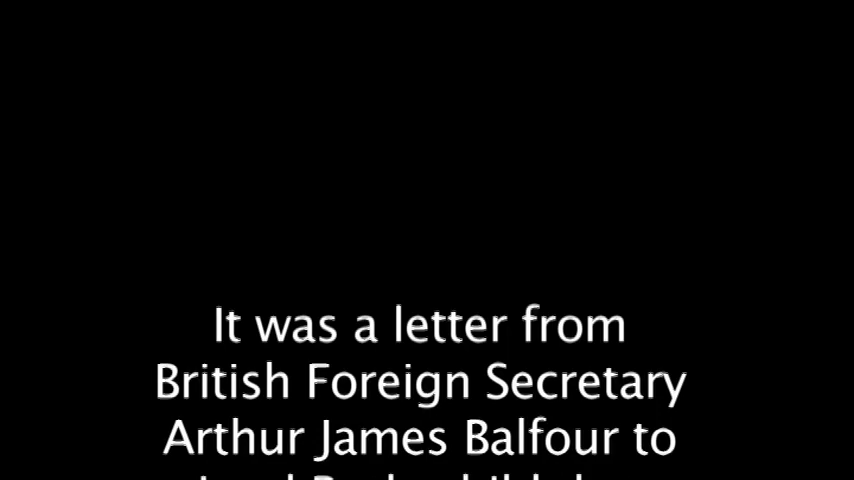 It was a letter from
British Foreign Secretary
Arthur James Balfour to